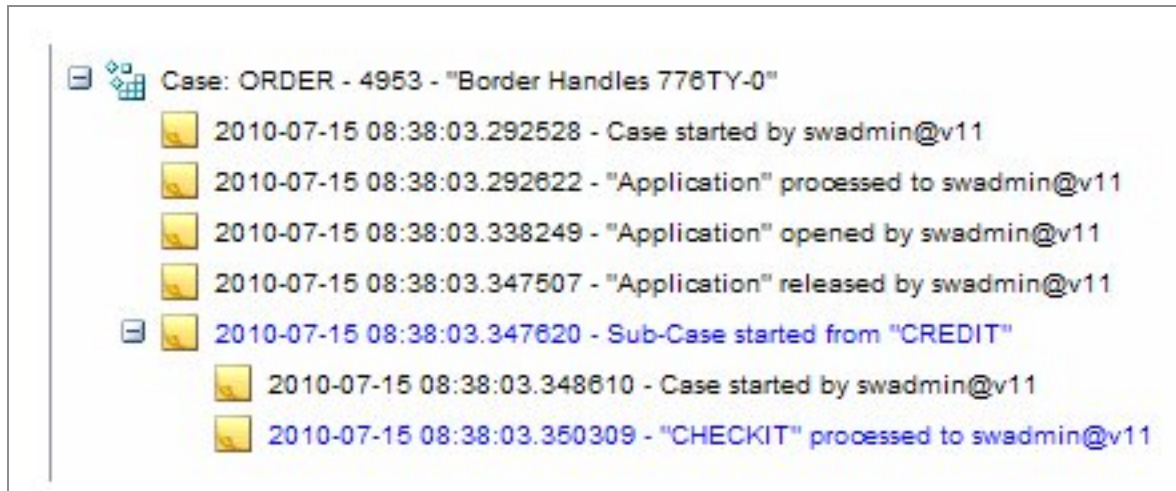 Case: ORDER - 4953 - "Border Handles 776TY-0"
2010-07-15 08:38:03.292528 - Case started by swadmin@v11
2010-07-15 08:38:03.292622 - "Application" processed to swadmin@v11
2010-07-15 08:38:03.338249 - "Application" opened by swadmin@v11
2010-07-15 08:38:03.347507 - "Application" released by swadmin@v11
2010-07-15 08:38:03.347620 - Sub-Case started from "CREDIT"
2010-07-15 08:38:03.348610 - Case started by swadmin@v11
2010-07-15 08:38:03.350309 - "CHECKIT" processed to swadmin@v11